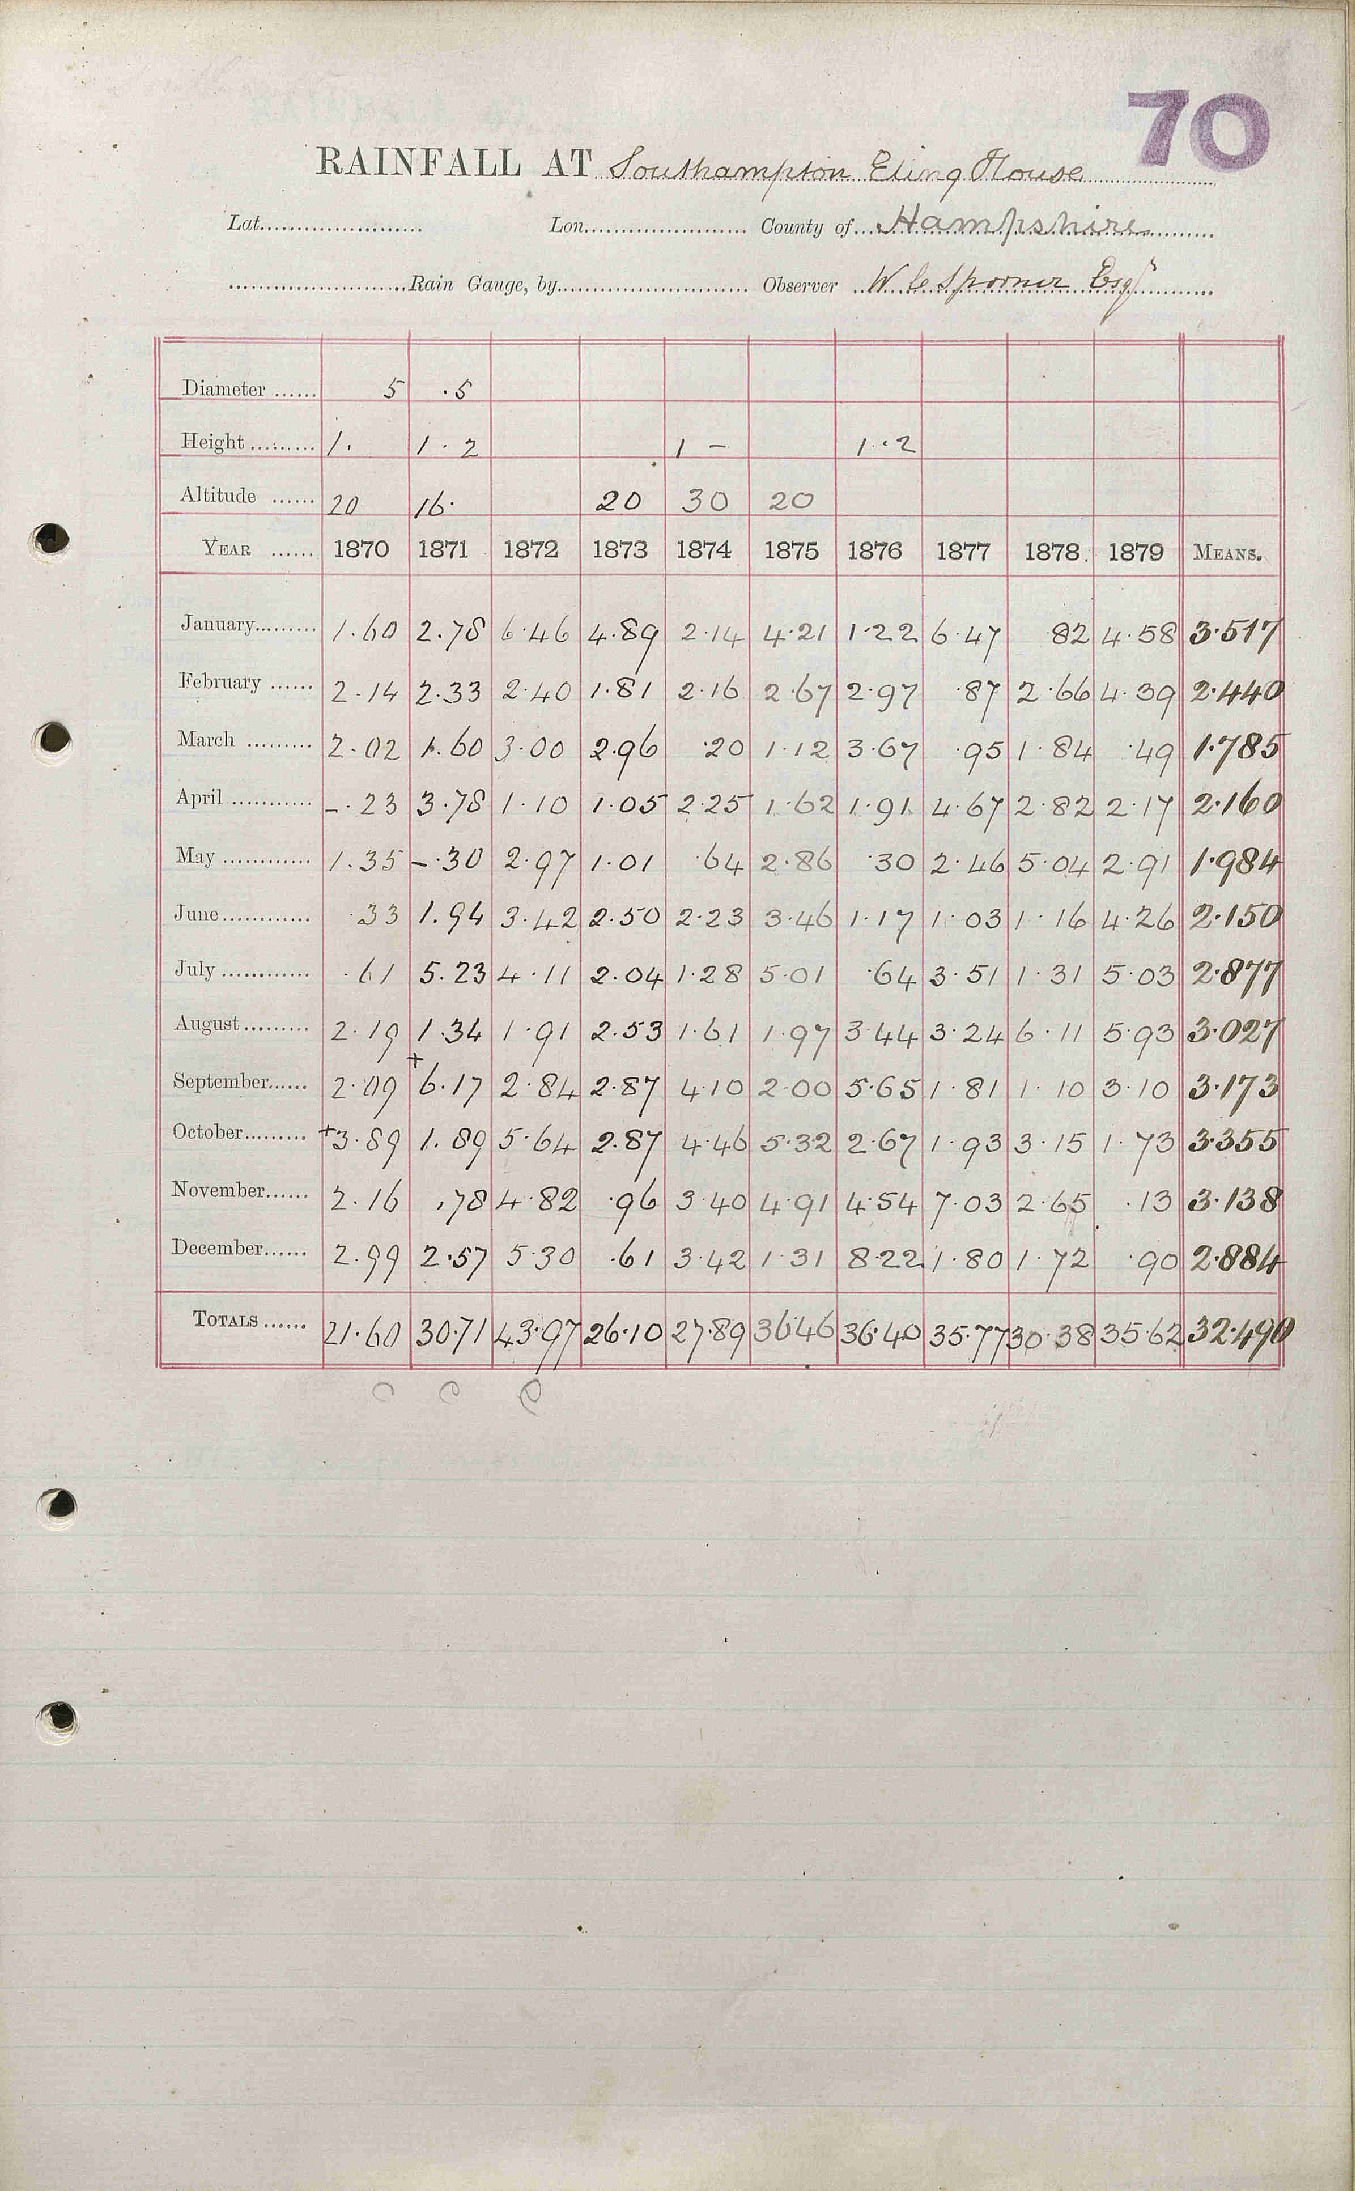 70
RAINFALL AT Southampton Eling House
Lat. Lon. County of Hampshire
Rain Gauge, by Observer W C Spooner Esqr
Diameter 5 .5
Height 1. 1.2 1 – 1.2
Altitude 20 16. 20 30 20
YEAR 1870 1871 1872 1873 1874 1875 1876 1877 1878 1879 MEANS.
January 1.60 2.78 6.46 4.89 2.14 4.21 1.22 6.47 82 4.58 3.517
February 2.14 2.33 2.40 1.81 2.16 2.67 2.97 .87 2.66 4.39 2.440
March 2.02 1.60 3.00 2.96 .20 1.12 3.67 .95 1.84 .49 1.785
April –.23 3.78 1.10 1.05 2.25 1.62 1.91 4.67 2.82 2.17 2.160
May 1.35 –.30 2.97 1.01 .64 2.86 .30 2.46 5.04 2.91 1.984
June .33 1.94 3.42 2.50 2.23 3.46 1.17 1.03 1.16 4.26 2.150
July .61 5.23 4.11 2.04 1.28 5.01 .64 3.51 1.31 5.03 2.877
August 2.19 1.34 1.91 2.53 1.61 1.97 3.44 3.24 6.11 5.93 3.027
September 2.09 +6.17 2.84 2.87 4.10 2.00 5.65 1.81 1.10 3.10 3.173
October +3.89 1.89 5.64 2.87 4.46 5.32 2.67 1.93 3.15 1.73 3.355
November 2.16 .78 4.82 .96 3.40 4.91 4.54 7.03 2.65 .13 3.138
December 2.99 2.57 5.30 .61 3.42 1.31 8.22 1.80 1.72 .90 2.884
TOTALS 21.60 30.71 43.97 26.10 27.89 36.46 36.40 35.77 30.38 35.62 32.490